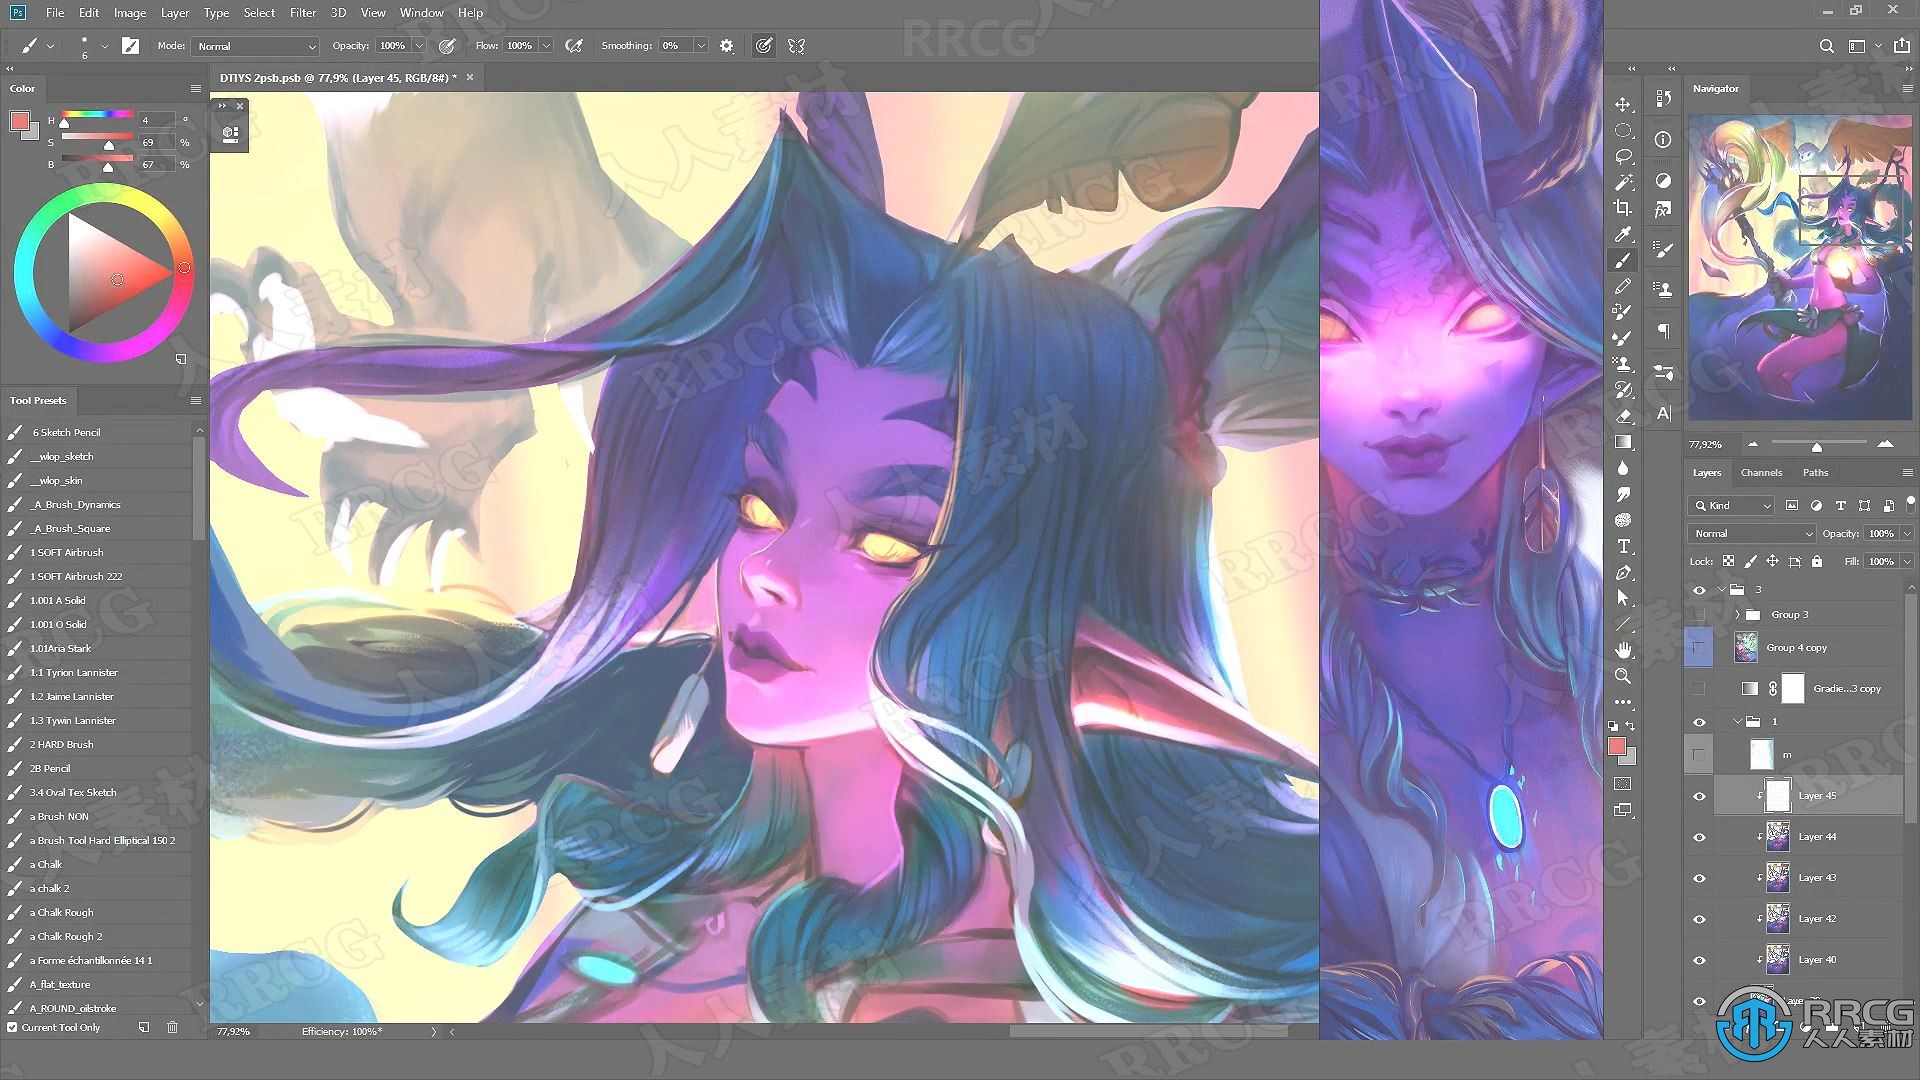 Ps File Edit Image Layer Type Select Filter 3D View Window Help
6 Mode: Normal Opacity: 100% Flow: 100% Smoothing: 0%
RRCG
Color
DTIYS 2psb.psb @ 77,9% (Layer 45, RGB/8#) * ×
H 4 °
S 69 %
B 67 %
Tool Presets
6 Sketch Pencil
__wlop_sketch
__wlop_skin
_A_Brush_Dynamics
_A_Brush_Square
1 SOFT Airbrush
1 SOFT Airbrush 222
1.001 A Solid
1.001 O Solid
1.01Aria Stark
1.1 Tyrion Lannister
1.2 Jaime Lannister
1.3 Tywin Lannister
2 HARD Brush
2B Pencil
3.4 Oval Tex Sketch
a Brush NON
a Brush Tool Hard Elliptical 150 2
a Chalk
a chalk 2
a Chalk Rough
a Chalk Rough 2
a Forme échantillonnée 14 1
A_flat_texture
A_ROUND_oilstroke
Current Tool Only
77,92% Efficiency: 100%*
Navigator
77,92%
Layers Channels Paths
Kind
Normal Opacity: 100%
Lock: Fill: 100%
3
Group 3
Group 4 copy
Gradie...3 copy
1
m
Layer 45
Layer 44
Layer 43
Layer 42
Layer 40
RRCG
人人素材